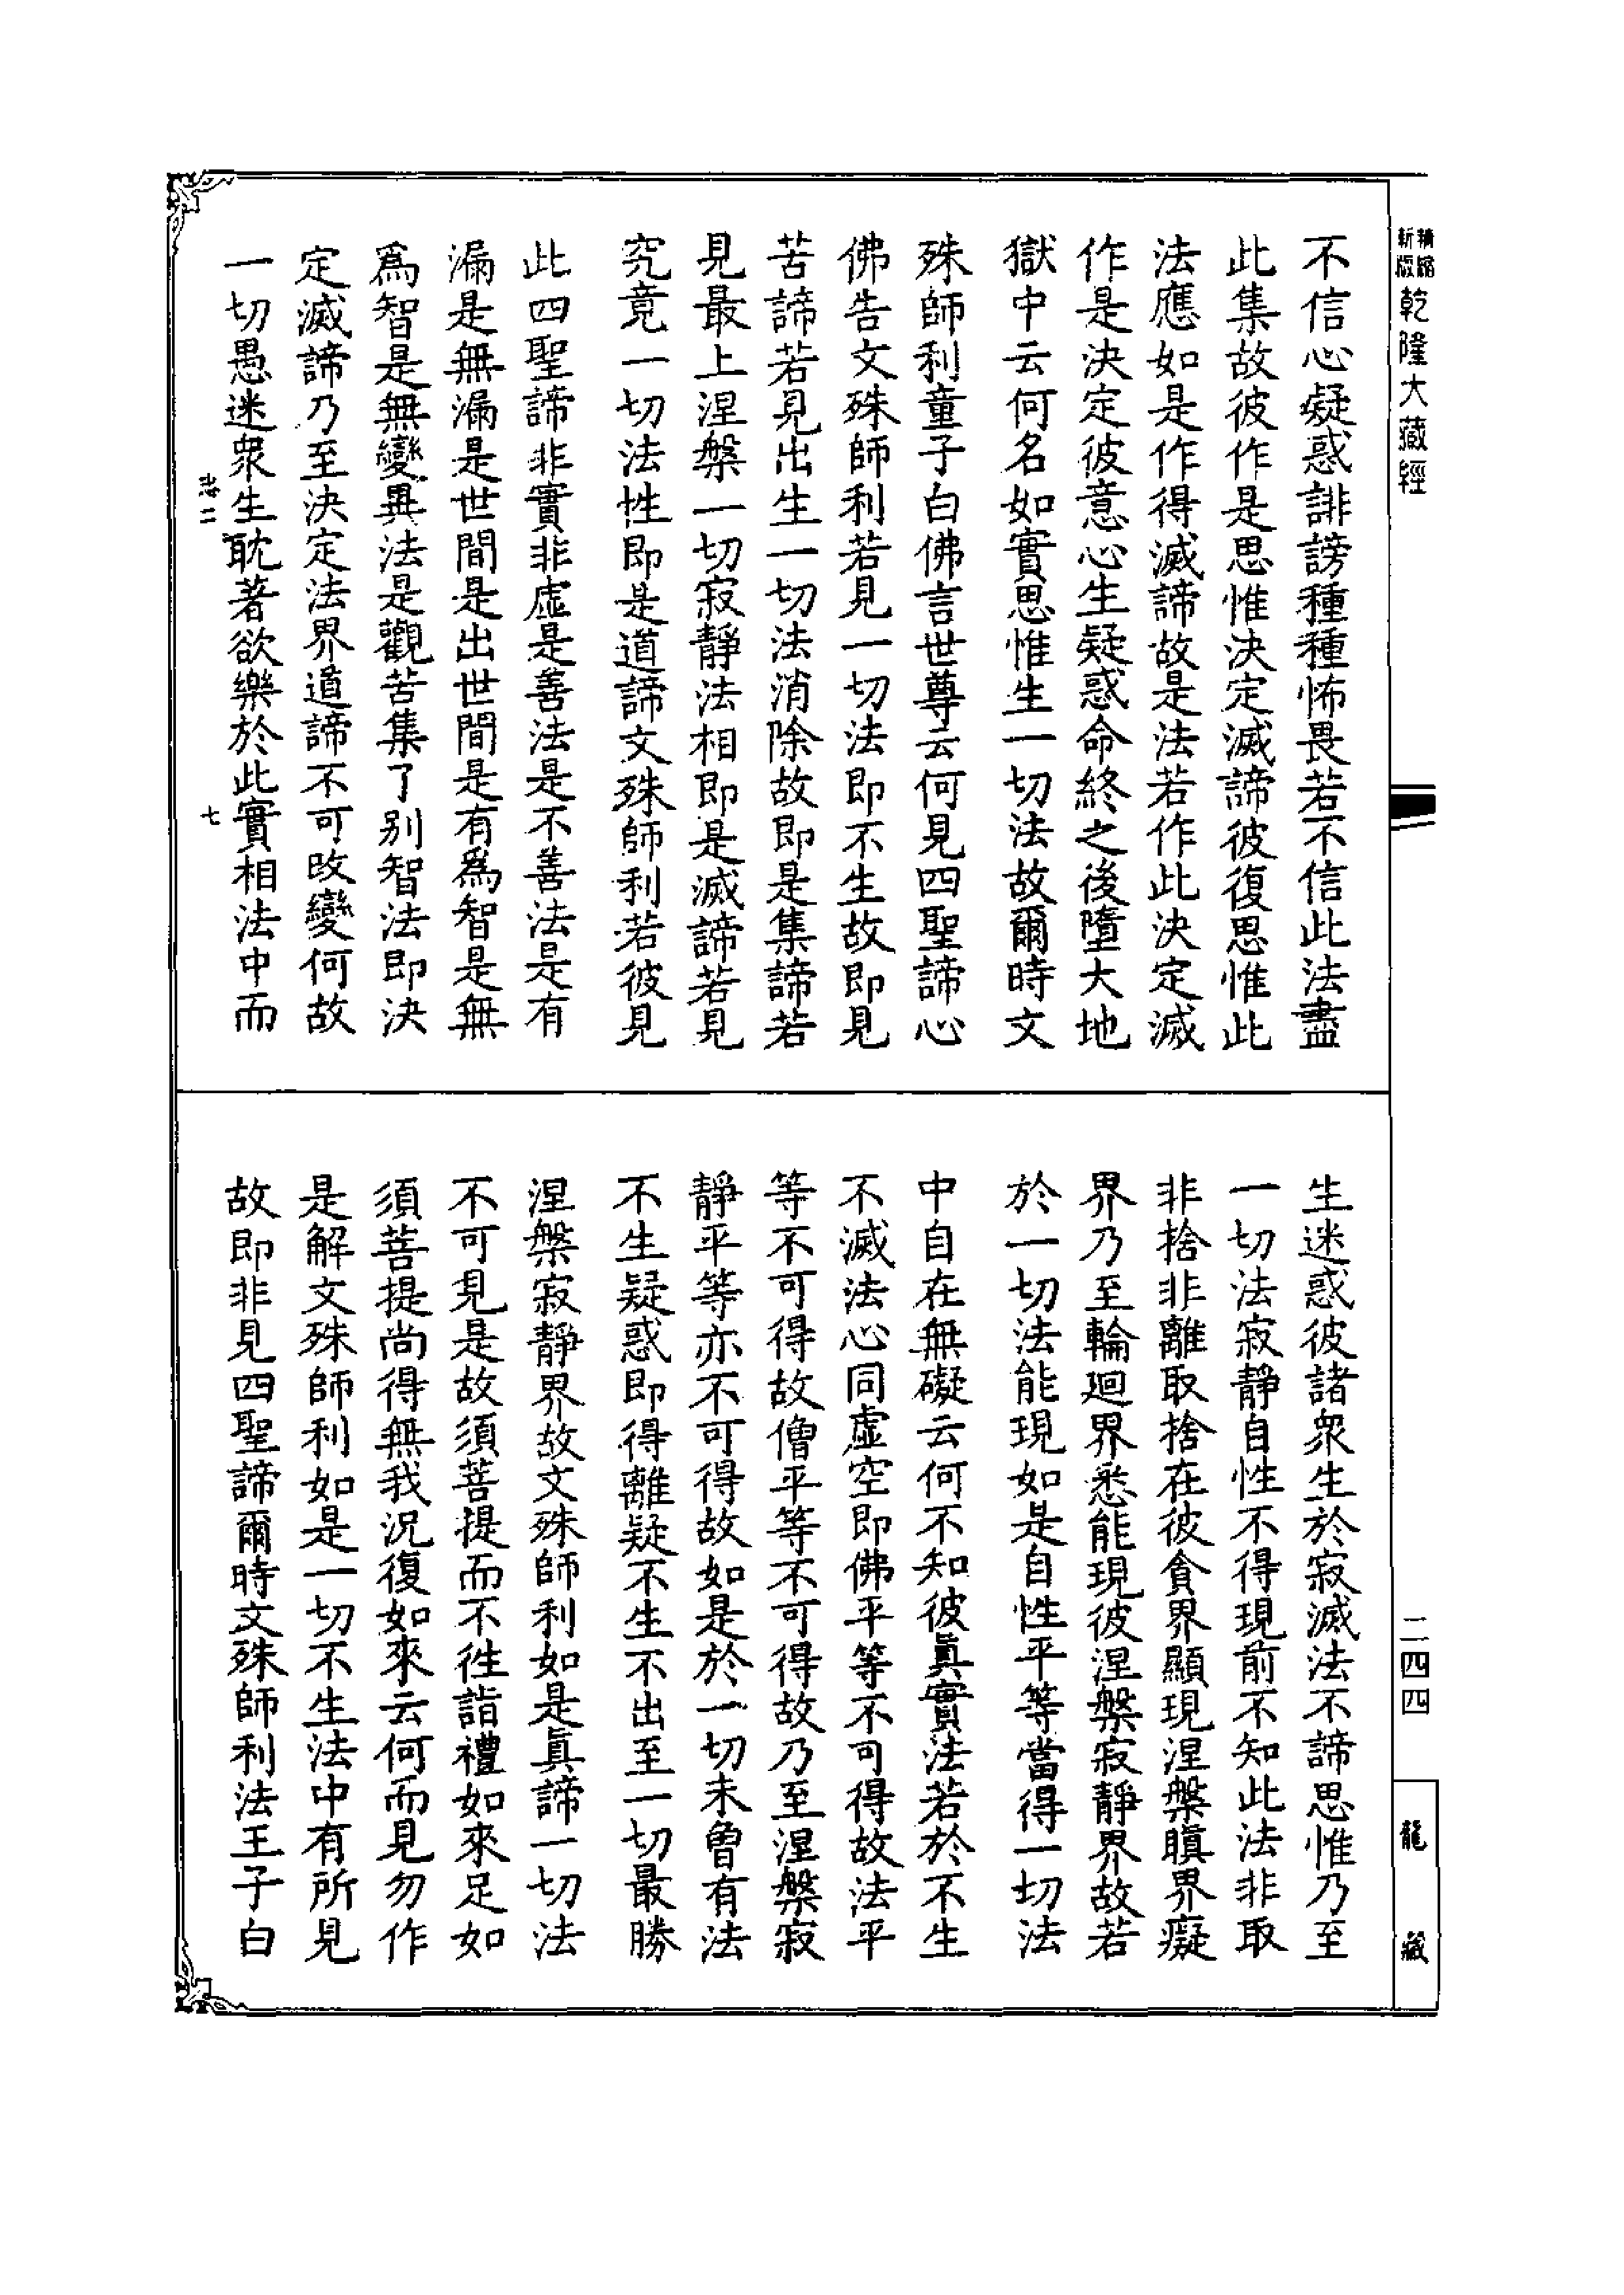 精縮
新版
乾隆大藏經
不信心疑惑誹謗種種怖畏若不信此法盡
此集故彼作是思惟決定滅諦彼復思惟此
法應如是作得滅諦故是法若作此決定滅
作是決定彼意心生疑惑命終之後墮大地
獄中云何名如實思惟生一切法故爾時文
殊師利童子白佛言世尊云何見四聖諦心
佛告文殊師利若見一切法即不生故即見
苦諦若見出生一切法消除故即是集諦若
見最上涅槃一切寂靜法相即是滅諦若見
究竟一切法性即是道諦文殊師利若彼見
此四聖諦非實非虛是善法是不善法是有
漏是無漏是世間是出世間是有爲智是無
爲智是無變異法是觀苦集了別智法即決
定滅諦乃至決定法界道諦不可改變何故
一切愚迷衆生耽著欲樂於此實相法中而
二
七
生迷惑彼諸衆生於寂滅法不諦思惟乃至
一切法寂靜自性不得現前不知此法非取
非捨非離取捨在彼貪界顯現涅槃瞋界癡
界乃至輪迴界悉能現彼涅槃寂靜界故若
於一切法能現如是自性平等當得一切法
中自在無礙云何不知彼眞實法若於不生
不滅法心同虛空即佛平等不可得故法平
等不可得故僧平等不可得故乃至涅槃寂
靜平等亦不可得故如是於一切未曾有法
不生疑惑即得離疑不生不出至一切最勝
涅槃寂靜界故文殊師利如是眞諦一切法
不可見是故須菩提而不往詣禮如來足如
須菩提尚得無我況復如來云何而見勿作
是解文殊師利如是一切不生法中有所見
故即非見四聖諦爾時文殊師利法王子白
二四四
龍藏